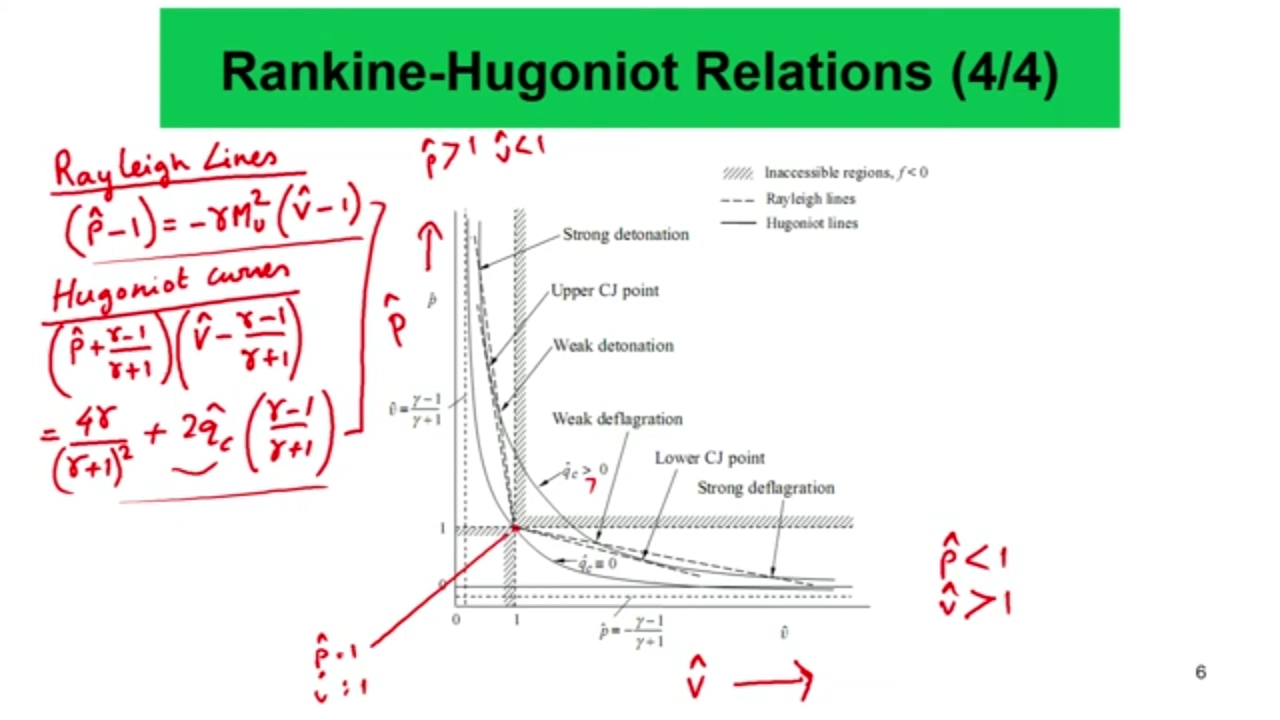 Rankine-Hugoniot Relations (4/4)
Rayleigh Lines
(p̂-1) = -γM_u^2 (v̂-1)
Hugoniot curves
(p̂ + (γ-1)/(γ+1)) (v̂ - (γ-1)/(γ+1))
= 4γ/(γ+1)^2 + 2q̂_c ((γ-1)/(γ+1))
p̂>1 v̂<1
Inaccessible regions, f < 0
Rayleigh lines
Hugoniot lines
Strong detonation
Upper CJ point
p̂
p̂
Weak detonation
v̂ = (γ-1)/(γ+1)
Weak deflagration
Lower CJ point
q̂_c > 0
Strong deflagration
1
q̂_c = 0
0
0
1
p̂ = -(γ-1)/(γ+1)
v̂
p̂<1
v̂>1
p̂=1
v̂=1
v̂
6